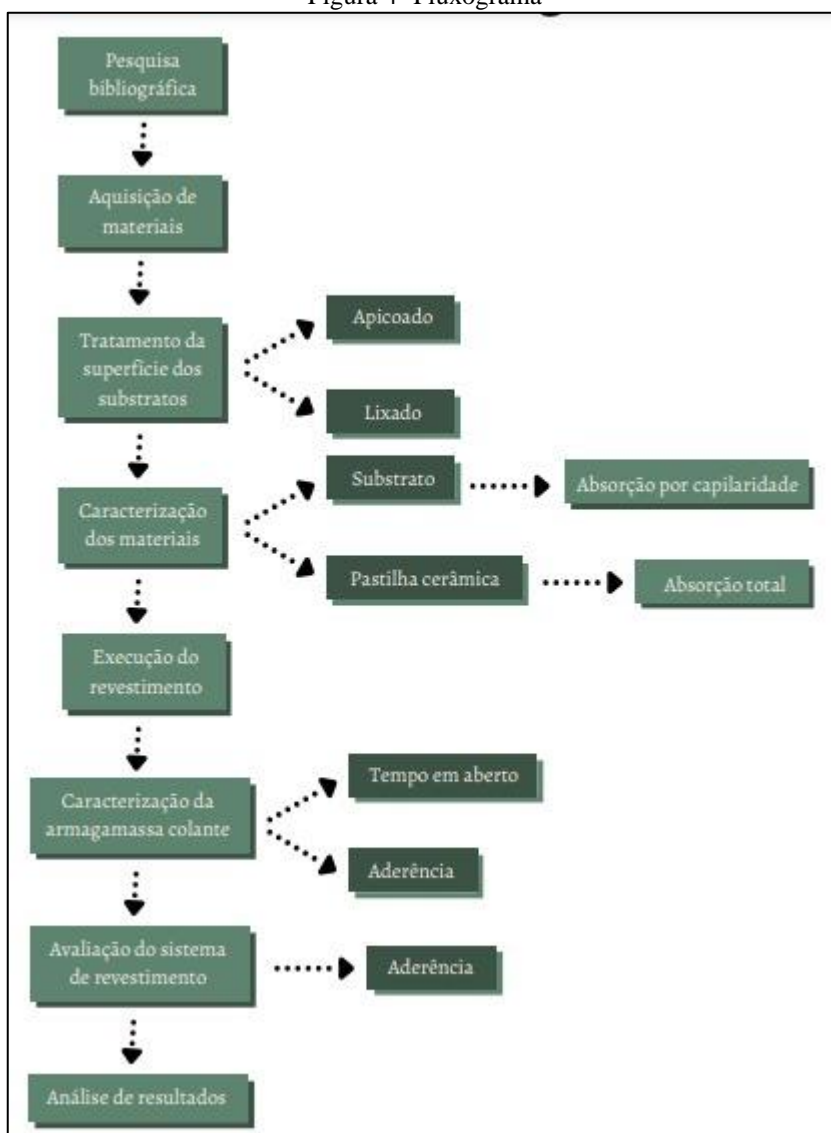 Figura 4- Fluxograma
Pesquisa
bibliográfica
Aquisição de
materiais
Tratamento da
superfície dos
substratos
Apicoado
Lixado
Caracterização
dos materiais
Substrato
Absorção por capilaridade
Pastilha cerâmica
Absorção total
Execução do
revestimento
Caracterização da
armagamassa colante
Tempo em aberto
Aderência
Avaliação do sistema
de revestimento
Aderência
Análise de resultados